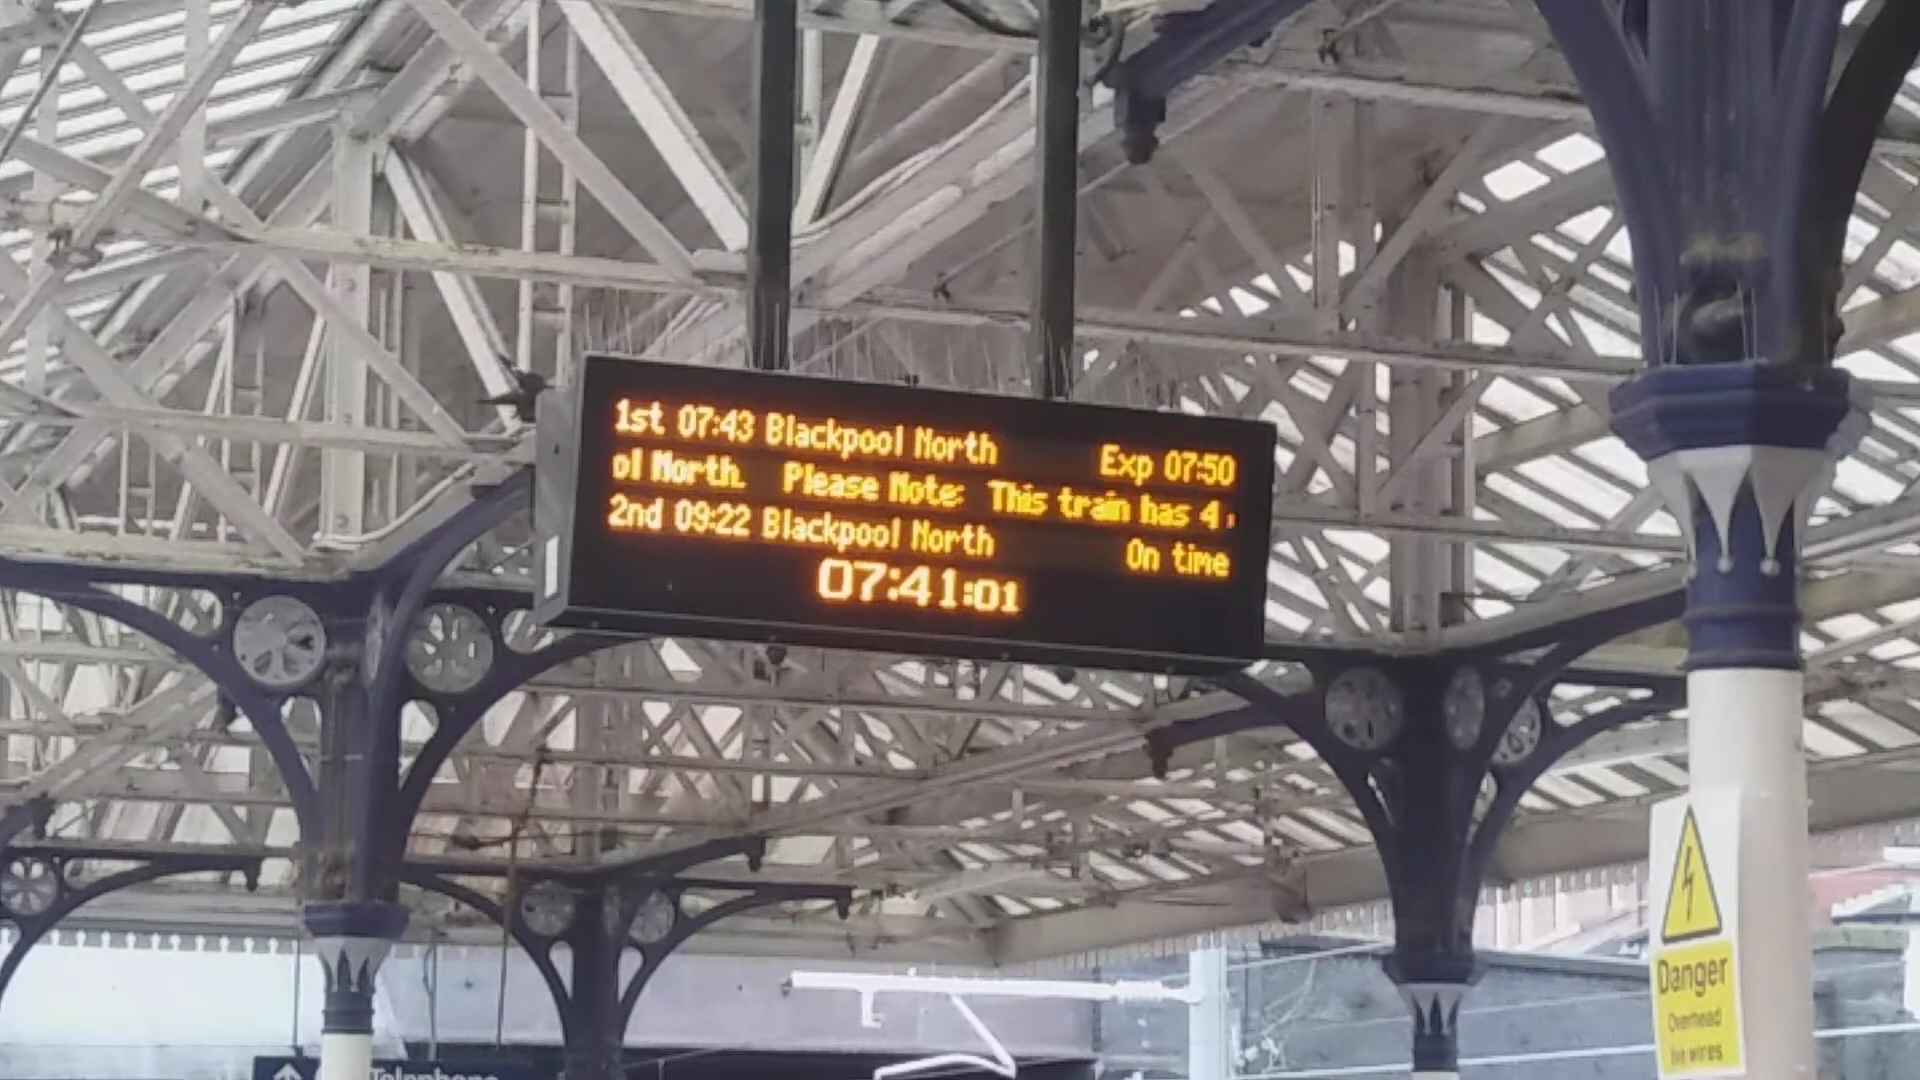 1st 07:43 Blackpool North Exp 07:50
ol North. Please Note: This train has 4
2nd 09:22 Blackpool North On time
07:41:01
Danger
Overhead
live wires
Telephone